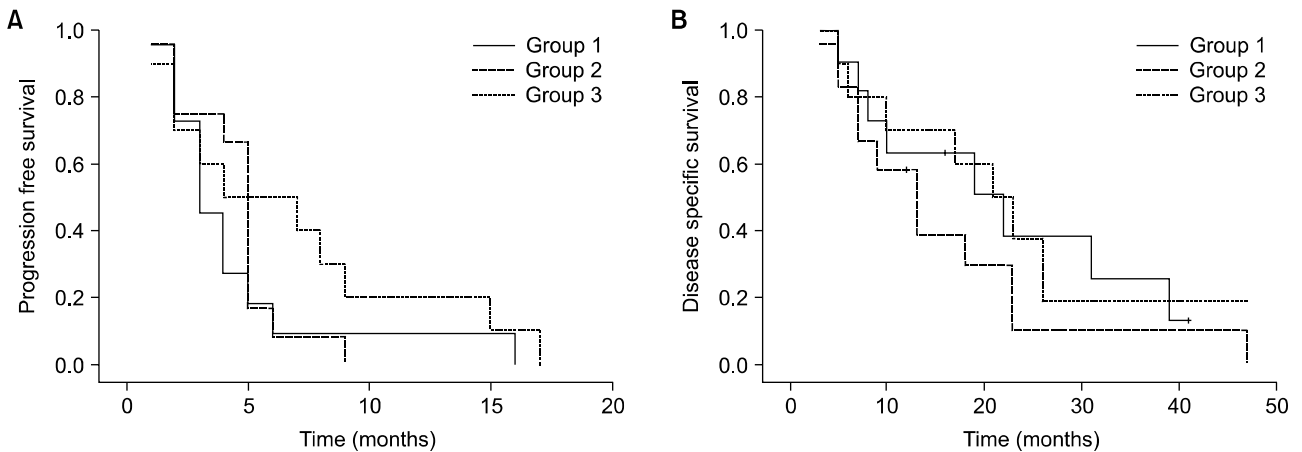 A
Progression free survival
1.0
0.8
0.6
0.4
0.2
0.0
Group 1
Group 2
Group 3
0 5 10 15 20
Time (months)
B
Disease specific survival
1.0
0.8
0.6
0.4
0.2
0.0
Group 1
Group 2
Group 3
0 10 20 30 40 50
Time (months)